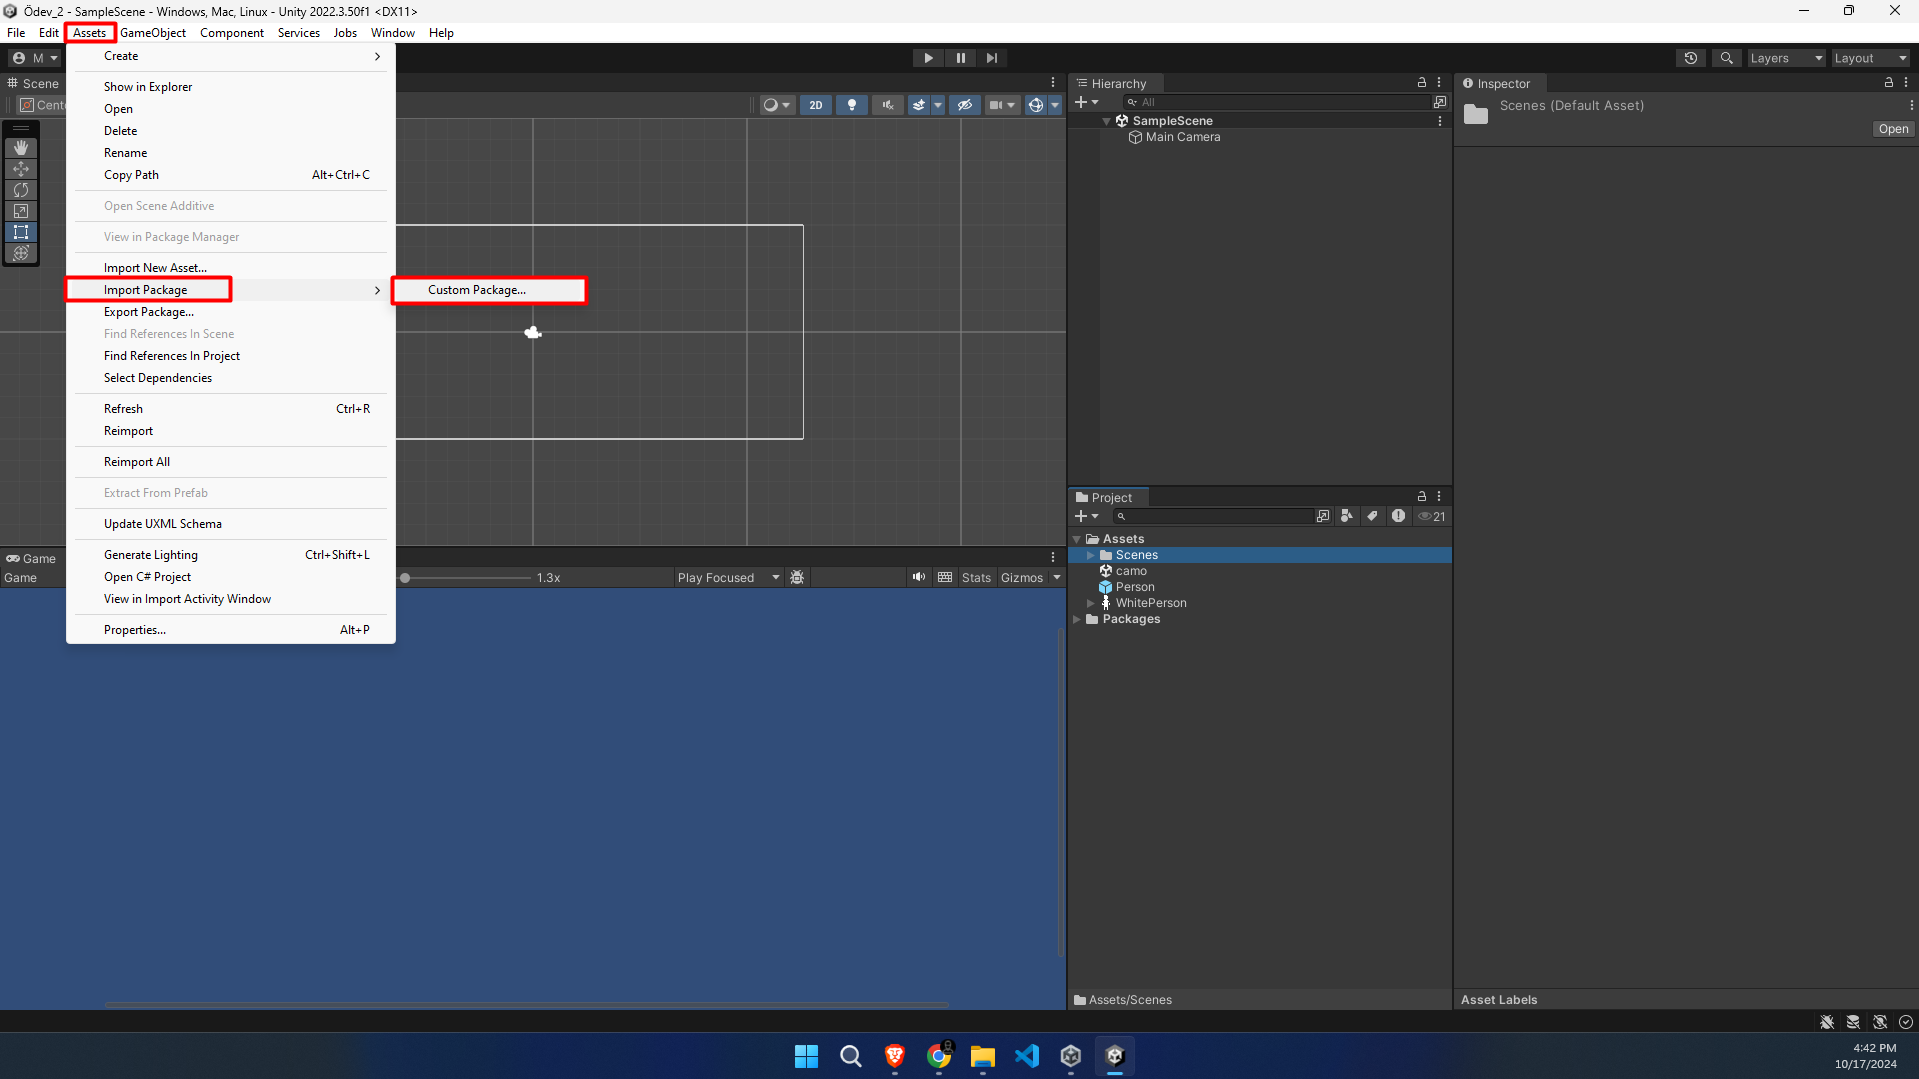 Ödev_2 - SampleScene - Windows, Mac, Linux - Unity 2022.3.50f1 <DX11>
File Edit Assets GameObject Component Services Jobs Window Help
M
Layers
Layout
Create
Show in Explorer
Open
Delete
Rename
Copy Path Alt+Ctrl+C
Open Scene Additive
View in Package Manager
Import New Asset...
Import Package
Custom Package...
Export Package...
Find References In Scene
Find References In Project
Select Dependencies
Refresh Ctrl+R
Reimport
Reimport All
Extract From Prefab
Update UXML Schema
Generate Lighting Ctrl+Shift+L
Open C# Project
View in Import Activity Window
Properties... Alt+P
Scene
Cente
2D
Game
Game
1.3x
Play Focused
Stats
Gizmos
Hierarchy
All
SampleScene
Main Camera
Project
21
Assets
Scenes
camo
Person
WhitePerson
Packages
Assets/Scenes
Inspector
Scenes (Default Asset)
Open
Asset Labels
4:42 PM
10/17/2024